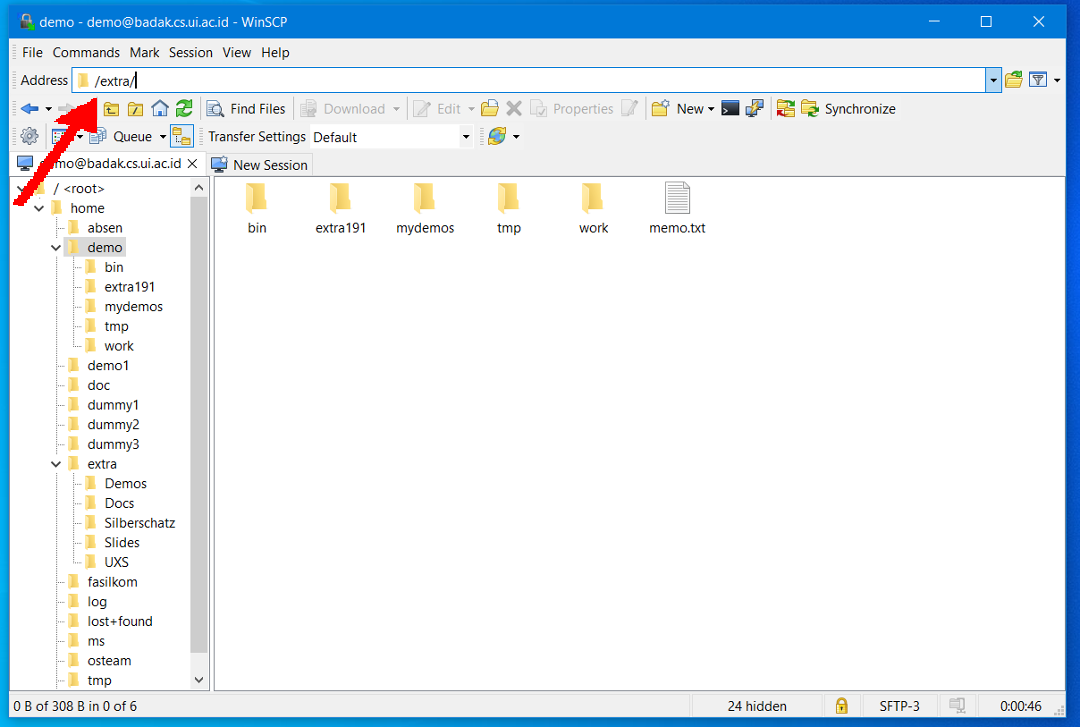 demo - demo@badak.cs.ui.ac.id - WinSCP
File Commands Mark Session View Help
Address /extra/
Find Files Download Edit Properties New Synchronize
Queue Transfer Settings Default
mo@badak.cs.ui.ac.id New Session
/ <root>
home
absen
demo
bin
extra191
mydemos
tmp
work
demo1
doc
dummy1
dummy2
dummy3
extra
Demos
Docs
Silberschatz
Slides
UXS
fasilkom
log
lost+found
ms
osteam
tmp
bin extra191 mydemos tmp work memo.txt
0 B of 308 B in 0 of 6 24 hidden SFTP-3 0:00:46